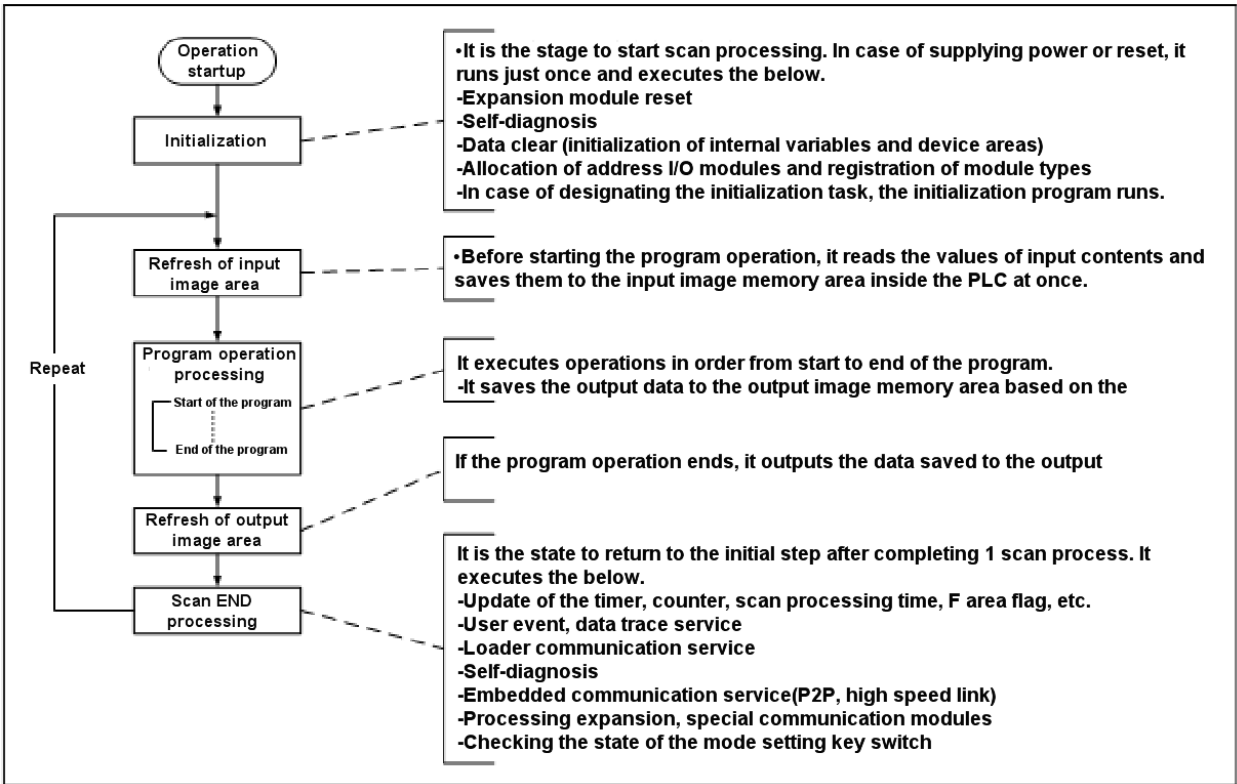 Operation
startup
•It is the stage to start scan processing. In case of supplying power or reset, it
runs just once and executes the below.
-Expansion module reset
-Self-diagnosis
-Data clear (initialization of internal variables and device areas)
-Allocation of address I/O modules and registration of module types
-In case of designating the initialization task, the initialization program runs.
Initialization
Refresh of input
image area
•Before starting the program operation, it reads the values of input contents and
saves them to the input image memory area inside the PLC at once.
Repeat
Program operation
processing
Start of the program
End of the program
It executes operations in order from start to end of the program.
-It saves the output data to the output image memory area based on the
If the program operation ends, it outputs the data saved to the output
Refresh of output
image area
Scan END
processing
It is the state to return to the initial step after completing 1 scan process. It
executes the below.
-Update of the timer, counter, scan processing time, F area flag, etc.
-User event, data trace service
-Loader communication service
-Self-diagnosis
-Embedded communication service(P2P, high speed link)
-Processing expansion, special communication modules
-Checking the state of the mode setting key switch